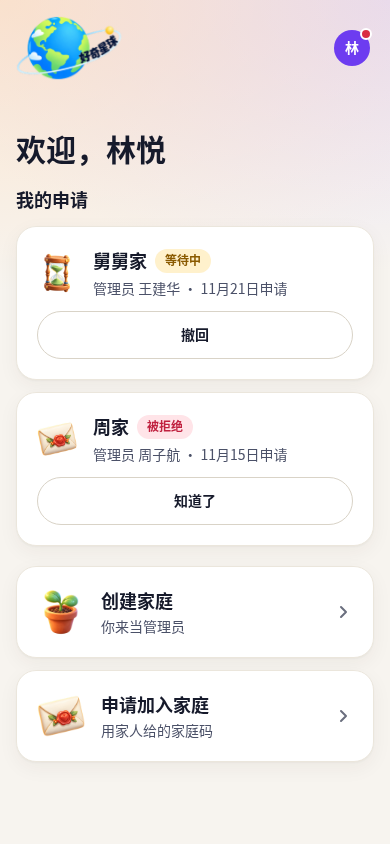 好奇星球
林
欢迎，林悦
我的申请
舅舅家 等待中
管理员 王建华 · 11月21日申请
撤回
周家 被拒绝
管理员 周子航 · 11月15日申请
知道了
创建家庭
你来当管理员
申请加入家庭
用家人给的家庭码